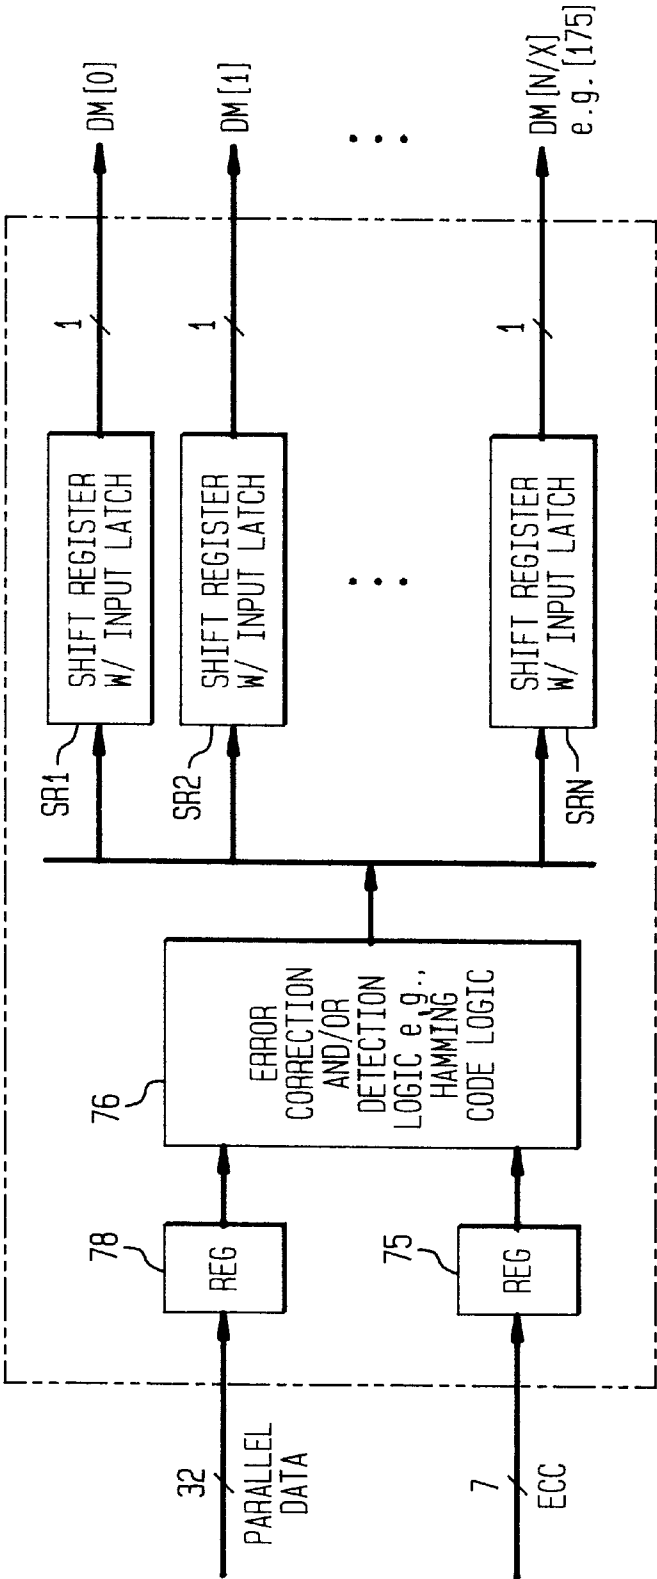 32
PARALLEL
DATA
7
ECC
78
REG
75
REG
76
ERROR
CORRECTION
AND/OR
DETECTION
LOGIC e.g.,
HAMMING
CODE LOGIC
SR1
SHIFT REGISTER
W/ INPUT LATCH
1
DM[0]
SR2
SHIFT REGISTER
W/ INPUT LATCH
1
DM[1]
SRN
SHIFT REGISTER
W/ INPUT LATCH
1
DM[N/X]
e.g. [175]